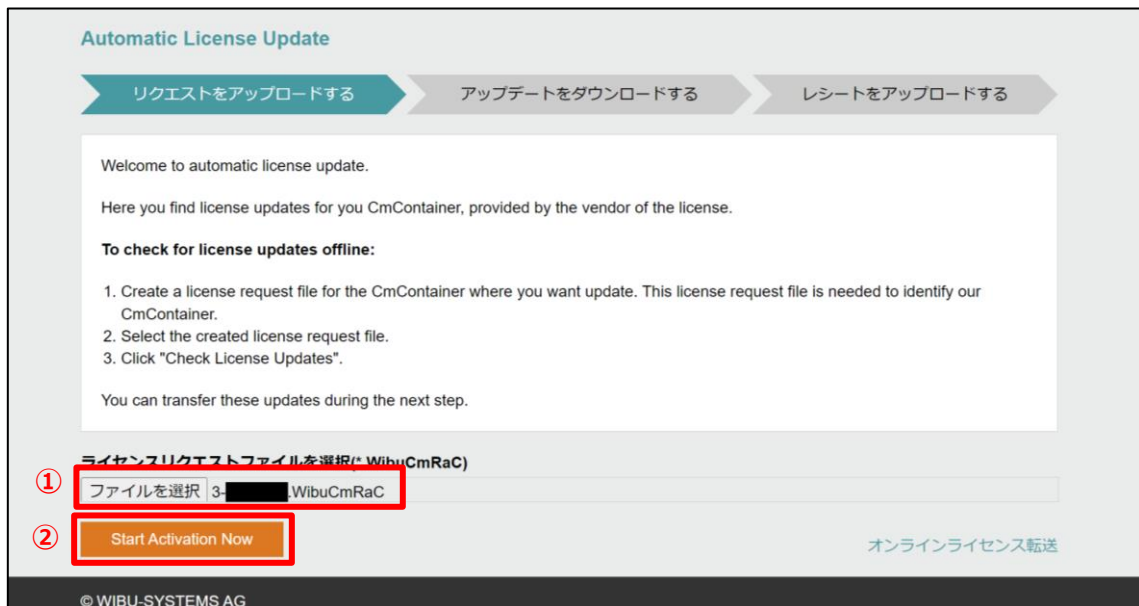 Automatic License Update
リクエストをアップロードする
アップデートをダウンロードする
レシートをアップロードする
Welcome to automatic license update.
Here you find license updates for you CmContainer, provided by the vendor of the license.
To check for license updates offline:
1. Create a license request file for the CmContainer where you want update. This license request file is needed to identify our
CmContainer.
2. Select the created license request file.
3. Click "Check License Updates".
You can transfer these updates during the next step.
ライセンスリクエストファイルを選択(*.WibuCmRaC)
① ファイルを選択 3- .WibuCmRaC
② Start Activation Now
オンラインライセンス転送
© WIBU-SYSTEMS AG